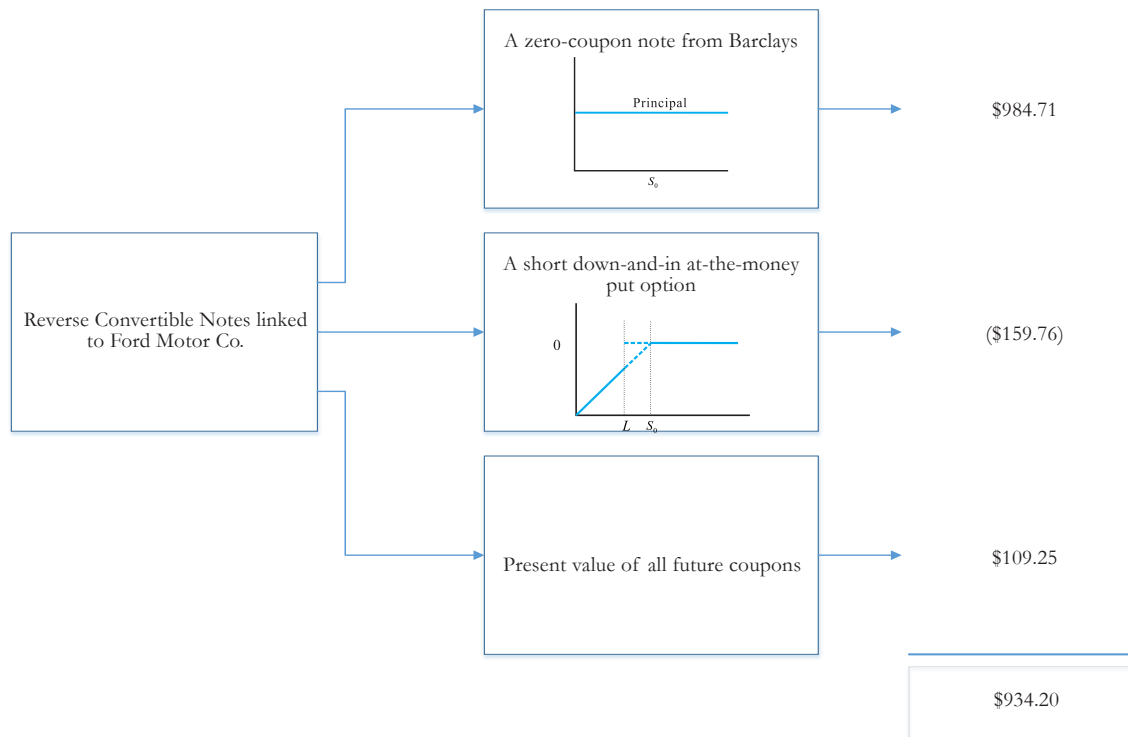 A zero-coupon note from Barclays
Principal
S₀
$984.71
Reverse Convertible Notes linked
to Ford Motor Co.
A short down-and-in at-the-money
put option
0
L S₀
($159.76)
Present value of all future coupons
$109.25
$934.20